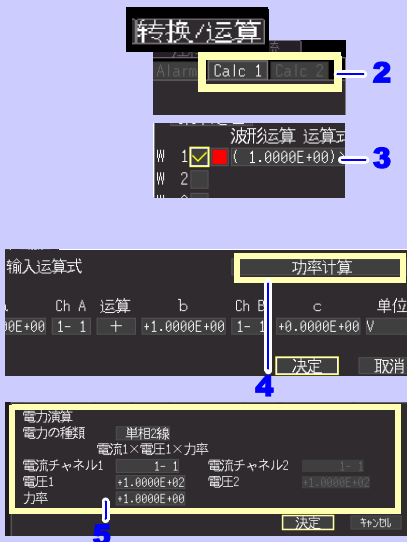 转换/运算
Alarm Calc 1 Calc 2 2
波形运算 运算式
W 1 ( 1.0000E+00) 3
W 2
输入运算式 功率计算
Ch A 运算 b Ch B c 单位
00E+00 1- 1 + +1.0000E+00 1- 1 +0.0000E+00 V
决定 取消
4
電力演算
電力の種類 単相2線
電流1×電圧1×力率
電流チャネル1 1- 1 電流チャネル2 1- 1
電圧1 +1.0000E+02 電圧2 +1.0000E+02
力率 +1.0000E+00
5
決定 キャンセル